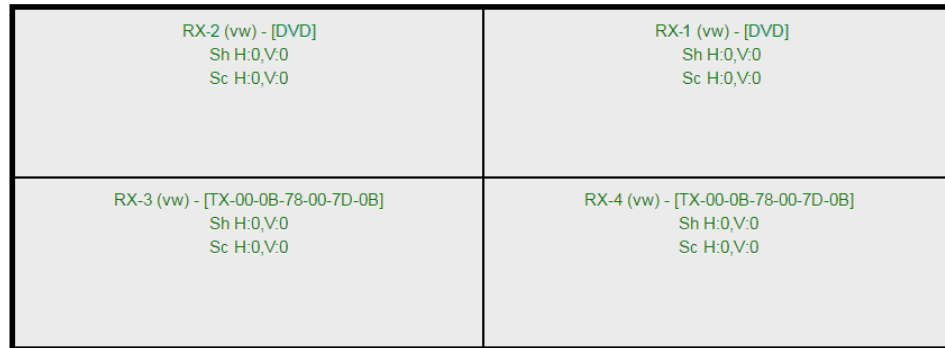 RX-2 (vw) - [DVD]
Sh H:0,V:0
Sc H:0,V:0
RX-1 (vw) - [DVD]
Sh H:0,V:0
Sc H:0,V:0
RX-3 (vw) - [TX-00-0B-78-00-7D-0B]
Sh H:0,V:0
Sc H:0,V:0
RX-4 (vw) - [TX-00-0B-78-00-7D-0B]
Sh H:0,V:0
Sc H:0,V:0